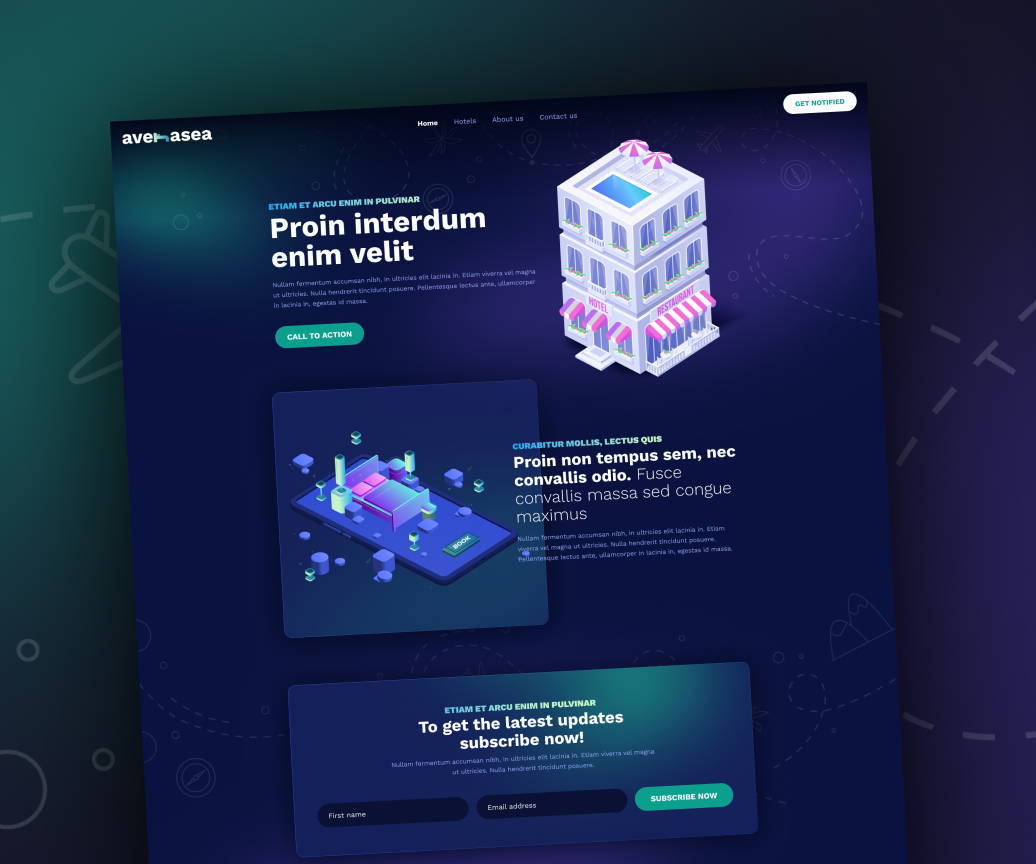 ave asea
Home Hotels About us Contact us
GET NOTIFIED
ETIAM ET ARCU ENIM IN PULVINAR
Proin interdum
enim velit
Nullam fermentum accumsan nibh, in ultricies elit lacinia in. Etiam viverra vel magna
ut ultricies. Nulla hendrerit tincidunt posuere. Pellentesque lectus ante, ullamcorper
in lacinia in, egestas id massa.
CALL TO ACTION
HOTEL
RESTAURANT
CURABITUR MOLLIS, LECTUS QUIS
Proin non tempus sem, nec
convallis odio. Fusce
convallis massa sed congue
maximus
Nullam fermentum accumsan nibh, in ultricies elit lacinia in. Etiam
viverra vel magna ut ultricies. Nulla hendrerit tincidunt posuere.
Pellentesque lectus ante, ullamcorper in lacinia in, egestas id massa.
BOOK
ETIAM ET ARCU ENIM IN PULVINAR
To get the latest updates
subscribe now!
Nullam fermentum accumsan nibh, in ultricies elit lacinia in. Etiam viverra vel magna
ut ultricies. Nulla hendrerit tincidunt posuere.
First name
Email address
SUBSCRIBE NOW